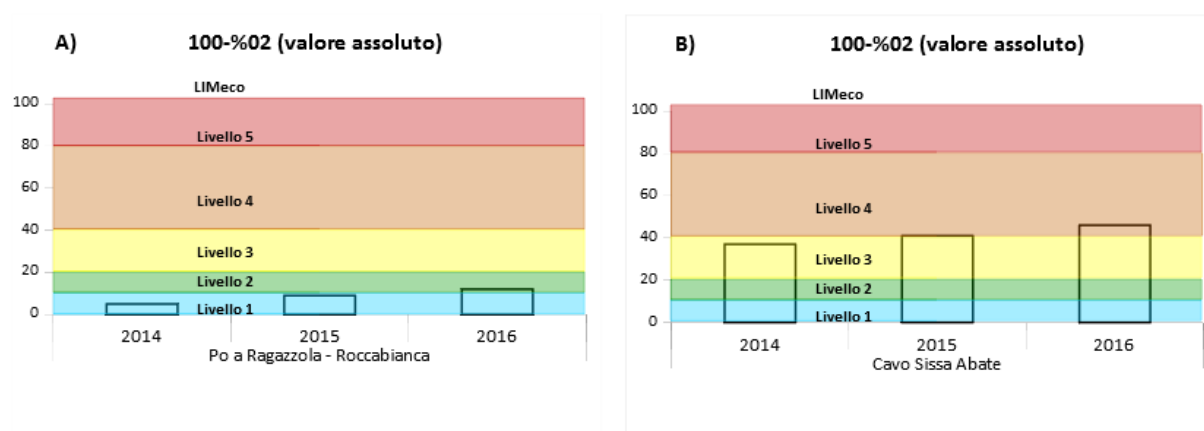 A) 100-%02 (valore assoluto)
LIMeco
100
Livello 5
80
60
Livello 4
40
Livello 3
20
Livello 2
0
Livello 1
2014 2015 2016
Po a Ragazzola - Roccabianca
B) 100-%02 (valore assoluto)
LIMeco
100
Livello 5
80
60
Livello 4
40
Livello 3
20
Livello 2
0
Livello 1
2014 2015 2016
Cavo Sissa Abate